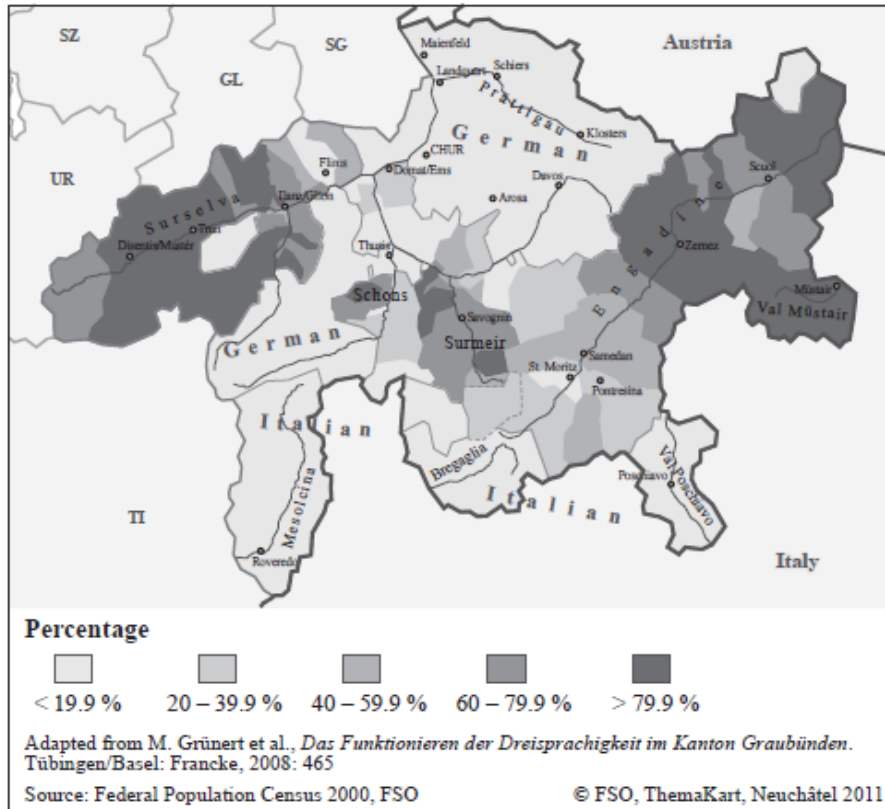 SZ
SG
Austria
GL
UR
TI
Italy
Maienfeld
Landquart
Schiers
Prättigau
Klosters
German
CHUR
Domat/Ems
Davos
Arosa
Flims
Ilanz/Glion
Surselva
Trun
Disentis/Mustér
Thusis
Schons
German
Savognin
Surmeir
Scuol
Engadine
Zernez
Müstair
Val Müstair
Samedan
St. Moritz
Pontresina
Italian
Mesolcina
Roveredo
Bregaglia
Italian
Poschiavo
Val Poschiavo
Percentage
< 19.9 %
20 – 39.9 %
40 – 59.9 %
60 – 79.9 %
> 79.9 %
Adapted from M. Grünert et al., Das Funktionieren der Dreisprachigkeit im Kanton Graubünden.
Tübingen/Basel: Francke, 2008: 465
Source: Federal Population Census 2000, FSO
© FSO, ThemaKart, Neuchâtel 2011